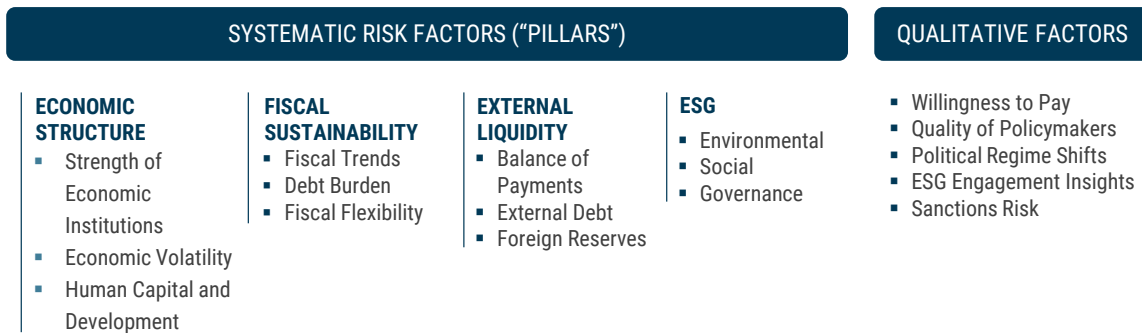 SYSTEMATIC RISK FACTORS (“PILLARS”)
ECONOMIC
STRUCTURE
▪ Strength of
Economic
Institutions
▪ Economic Volatility
▪ Human Capital and
Development
FISCAL
SUSTAINABILITY
▪ Fiscal Trends
▪ Debt Burden
▪ Fiscal Flexibility
EXTERNAL
LIQUIDITY
▪ Balance of
Payments
▪ External Debt
▪ Foreign Reserves
ESG
▪ Environmental
▪ Social
▪ Governance
QUALITATIVE FACTORS
▪ Willingness to Pay
▪ Quality of Policymakers
▪ Political Regime Shifts
▪ ESG Engagement Insights
▪ Sanctions Risk